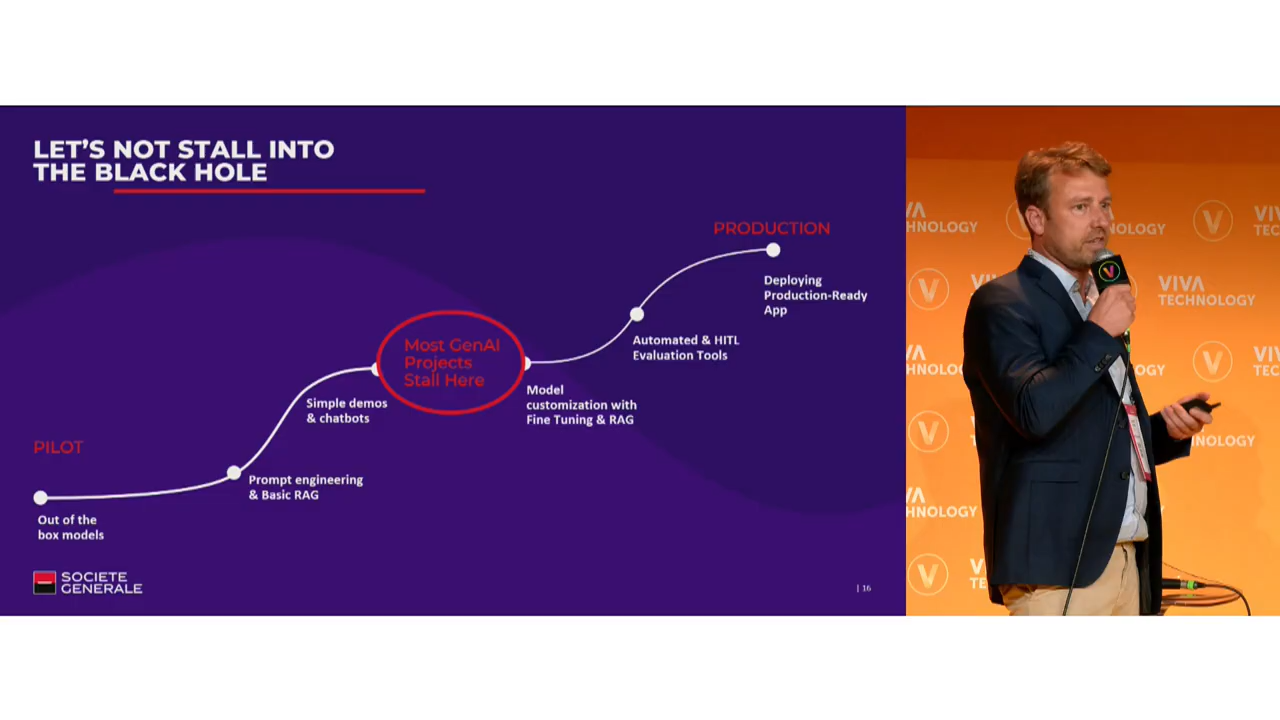 LET'S NOT STALL INTO
THE BLACK HOLE
PRODUCTION
Deploying
Production-Ready
App
Automated & HITL
Evaluation Tools
Most GenAI
Projects
Stall Here
Model
customization with
Fine Tuning & RAG
Simple demos
& chatbots
PILOT
Prompt engineering
& Basic RAG
Out of the
box models
SOCIETE
GENERALE
| 16
VIVA
TECHNOLOGY